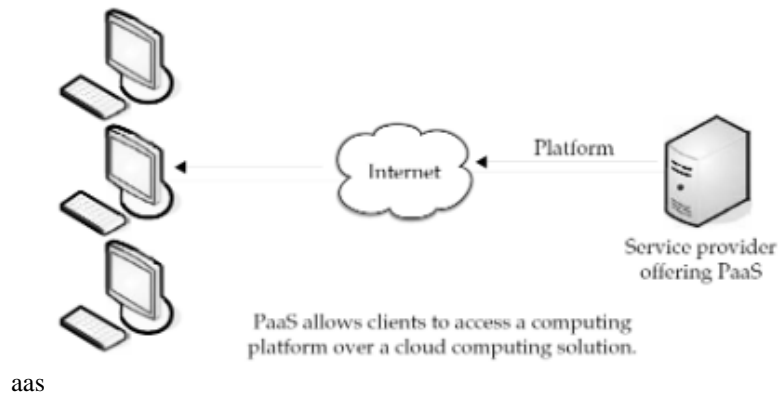 Platform
Internet
Service provider
offering PaaS
PaaS allows clients to access a computing
platform over a cloud computing solution.
aas